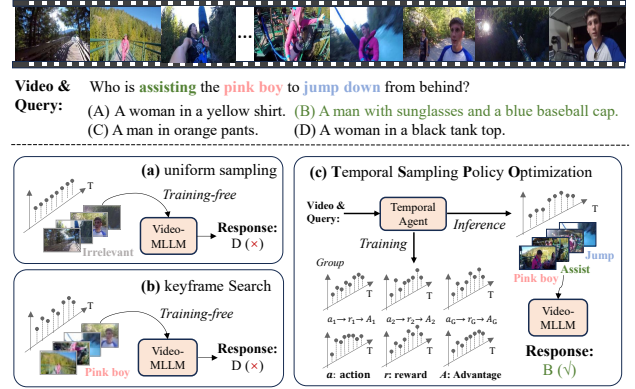 ...
Video & Query: Who is assisting the pink boy to jump down from behind?
(A) A woman in a yellow shirt. (B) A man with sunglasses and a blue baseball cap.
(C) A man in orange pants. (D) A woman in a black tank top.
(a) uniform sampling
T
Training-free
Irrelevant
Video-MLLM
Response:
D (×)
(b) keyframe Search
T
Training-free
Pink boy
Video-MLLM
Response:
D (×)
(c) Temporal Sampling Policy Optimization
Video & Query:
Temporal Agent
Training
Inference
T
Jump
Assist
Pink boy
Video-MLLM
Response:
B (√)
Group
T T T
a₁→ r₁→ A₁ a₂→ r₂→ A₂ a_G→ r_G→ A_G
T T T
a: action r: reward A: Advantage